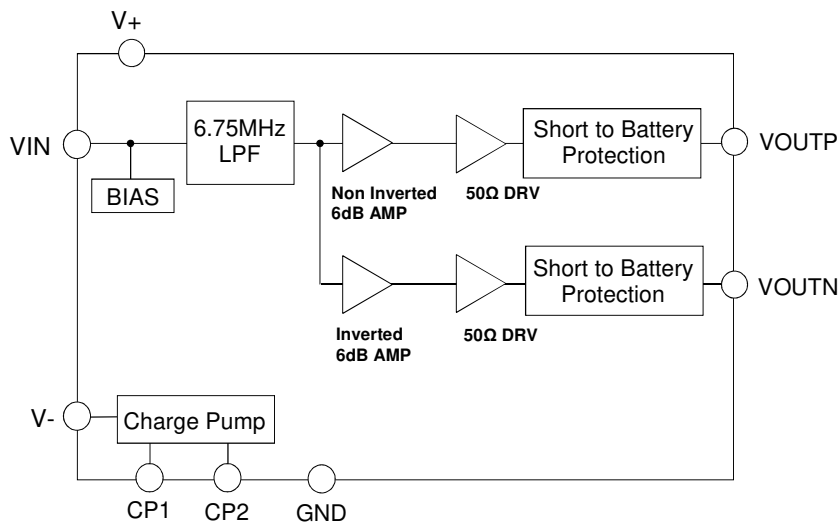 V+
VIN
6.75MHz
LPF
BIAS
Non Inverted
6dB AMP
50Ω DRV
Short to Battery
Protection
VOUTP
Inverted
6dB AMP
50Ω DRV
Short to Battery
Protection
VOUTN
V-
Charge Pump
CP1
CP2
GND